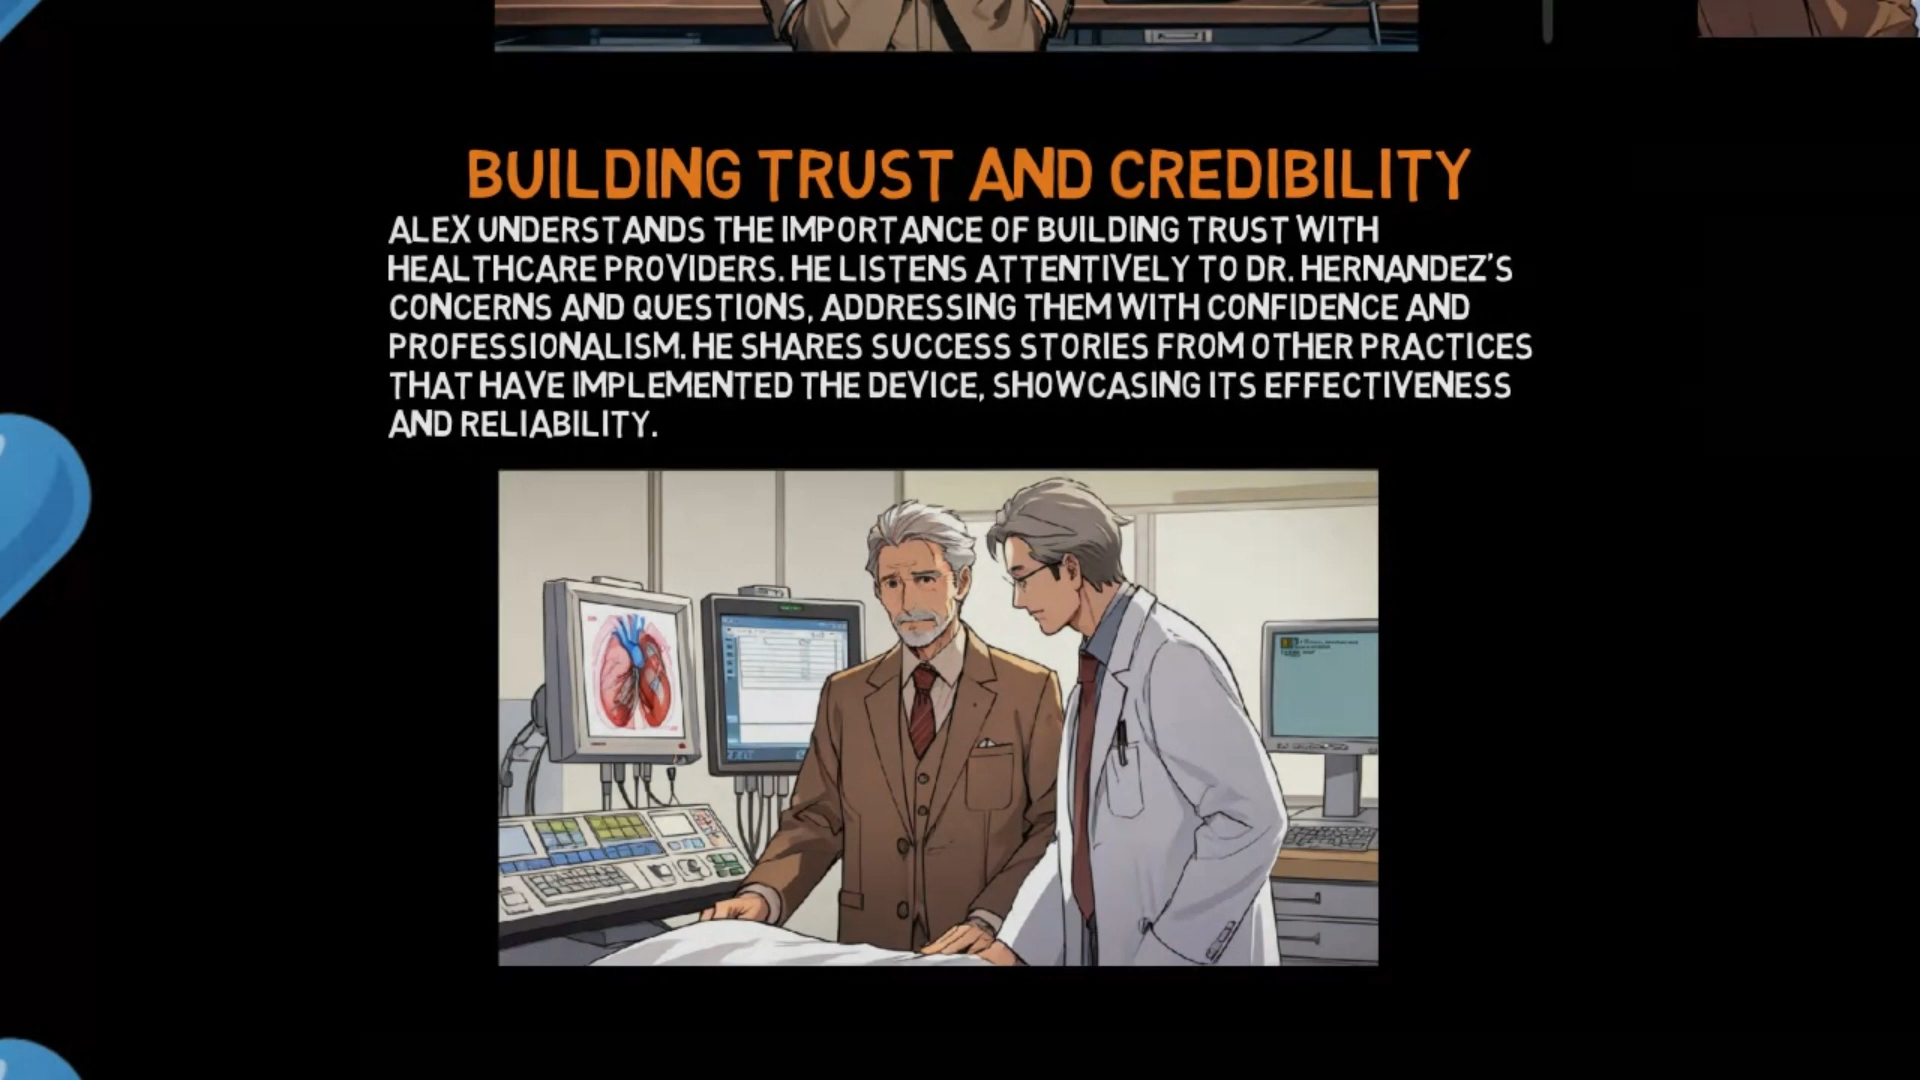 BUILDING TRUST AND CREDIBILITY
ALEX UNDERSTANDS THE IMPORTANCE OF BUILDING TRUST WITH
HEALTHCARE PROVIDERS. HE LISTENS ATTENTIVELY TO DR. HERNANDEZ'S
CONCERNS AND QUESTIONS, ADDRESSING THEM WITH CONFIDENCE AND
PROFESSIONALISM. HE SHARES SUCCESS STORIES FROM OTHER PRACTICES
THAT HAVE IMPLEMENTED THE DEVICE, SHOWCASING ITS EFFECTIVENESS
AND RELIABILITY.